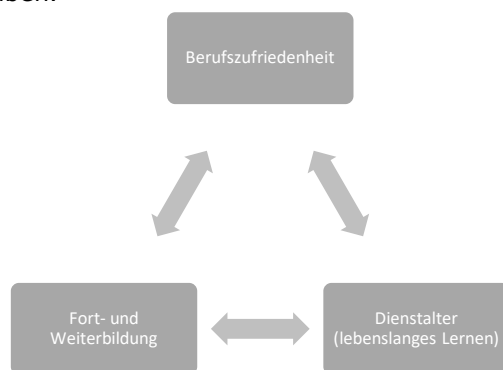 Berufszufriedenheit
Fort- und
Weiterbildung
Dienstalter
(lebenslanges Lernen)